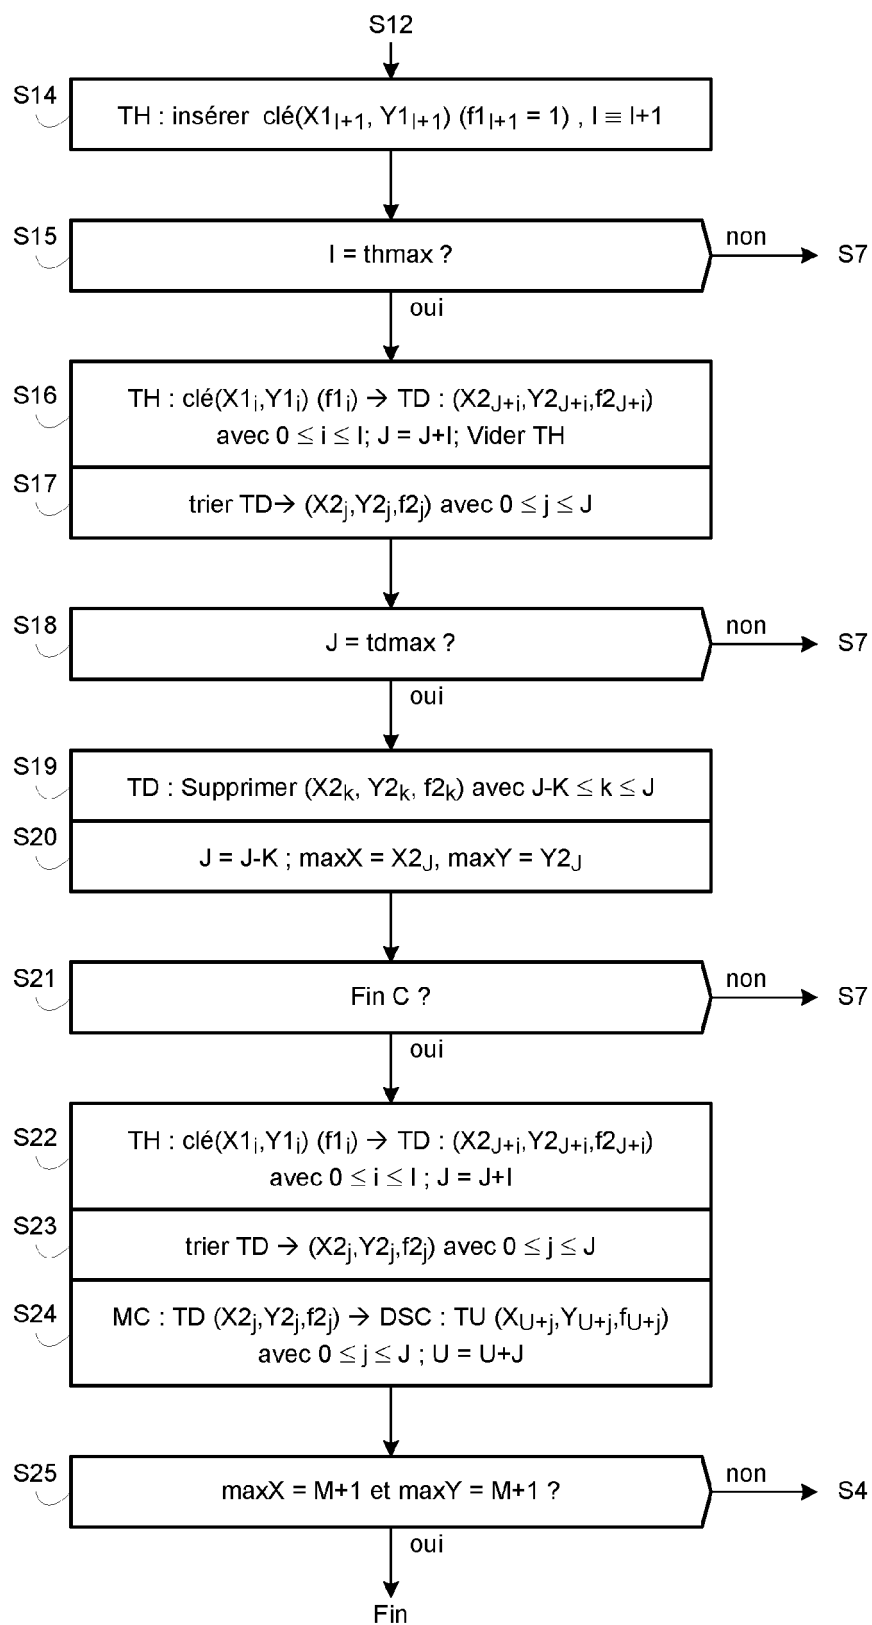 S12
S14
TH : insérer clé(X1I+1, Y1I+1) (f1I+1 = 1) , I ≡ I+1
S15
I = thmax ?
non
S7
oui
S16
TH : clé(X1i,Y1i) (f1i) → TD : (X2J+i,Y2J+i,f2J+i)
avec 0 ≤ i ≤ I; J = J+I; Vider TH
S17
trier TD→ (X2j,Y2j,f2j) avec 0 ≤ j ≤ J
S18
J = tdmax ?
non
S7
oui
S19
TD : Supprimer (X2k, Y2k, f2k) avec J-K ≤ k ≤ J
S20
J = J-K ; maxX = X2J, maxY = Y2J
S21
Fin C ?
non
S7
oui
S22
TH : clé(X1i,Y1i) (f1i) → TD : (X2J+i,Y2J+i,f2J+i)
avec 0 ≤ i ≤ I ; J = J+I
S23
trier TD → (X2j,Y2j,f2j) avec 0 ≤ j ≤ J
S24
MC : TD (X2j,Y2j,f2j) → DSC : TU (XU+j,YU+j,fU+j)
avec 0 ≤ j ≤ J ; U = U+J
S25
maxX = M+1 et maxY = M+1 ?
non
S4
oui
Fin